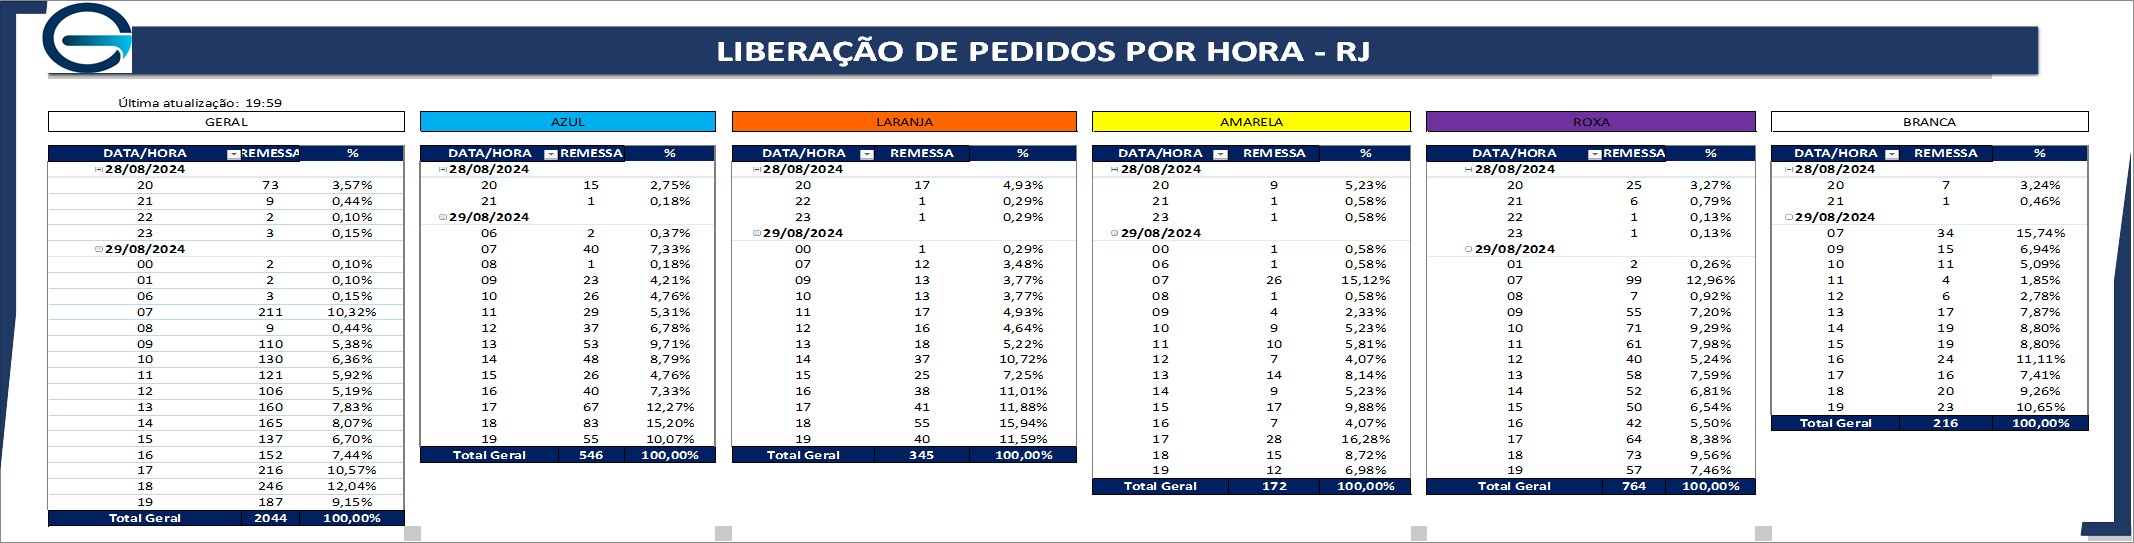 LIBERAÇÃO DE PEDIDOS POR HORA - RJ
Última atualização: 19:59
GERAL
DATA/HORA REMESSA %
28/08/2024
20 73 3,57%
21 9 0,44%
22 2 0,10%
23 3 0,15%
29/08/2024
00 2 0,10%
01 2 0,10%
06 3 0,15%
07 211 10,32%
08 9 0,44%
09 110 5,38%
10 130 6,36%
11 121 5,92%
12 106 5,19%
13 160 7,83%
14 165 8,07%
15 137 6,70%
16 152 7,44%
17 216 10,57%
18 246 12,04%
19 187 9,15%
Total Geral 2044 100,00%
AZUL
DATA/HORA REMESSA %
28/08/2024
20 15 2,75%
21 1 0,18%
29/08/2024
06 2 0,37%
07 40 7,33%
08 1 0,18%
09 23 4,21%
10 26 4,76%
11 29 5,31%
12 37 6,78%
13 53 9,71%
14 48 8,79%
15 26 4,76%
16 40 7,33%
17 67 12,27%
18 83 15,20%
19 55 10,07%
Total Geral 546 100,00%
LARANJA
DATA/HORA REMESSA %
28/08/2024
20 17 4,93%
22 1 0,29%
23 1 0,29%
29/08/2024
00 1 0,29%
07 12 3,48%
09 13 3,77%
10 13 3,77%
11 17 4,93%
12 16 4,64%
13 18 5,22%
14 37 10,72%
15 25 7,25%
16 38 11,01%
17 41 11,88%
18 55 15,94%
19 40 11,59%
Total Geral 345 100,00%
AMARELA
DATA/HORA REMESSA %
28/08/2024
20 9 5,23%
21 1 0,58%
23 1 0,58%
29/08/2024
00 1 0,58%
06 1 0,58%
07 26 15,12%
08 1 0,58%
09 4 2,33%
10 9 5,23%
11 10 5,81%
12 7 4,07%
13 14 8,14%
14 9 5,23%
15 17 9,88%
16 7 4,07%
17 28 16,28%
18 15 8,72%
19 12 6,98%
Total Geral 172 100,00%
ROXA
DATA/HORA REMESSA %
28/08/2024
20 25 3,27%
21 6 0,79%
22 1 0,13%
23 1 0,13%
29/08/2024
01 2 0,26%
07 99 12,96%
08 7 0,92%
09 55 7,20%
10 71 9,29%
11 61 7,98%
12 40 5,24%
13 58 7,59%
14 52 6,81%
15 50 6,54%
16 42 5,50%
17 64 8,38%
18 73 9,56%
19 57 7,46%
Total Geral 764 100,00%
BRANCA
DATA/HORA REMESSA %
28/08/2024
20 7 3,24%
21 1 0,46%
29/08/2024
07 34 15,74%
09 15 6,94%
10 11 5,09%
11 4 1,85%
12 6 2,78%
13 17 7,87%
14 19 8,80%
15 19 8,80%
16 24 11,11%
17 16 7,41%
18 20 9,26%
19 23 10,65%
Total Geral 216 100,00%